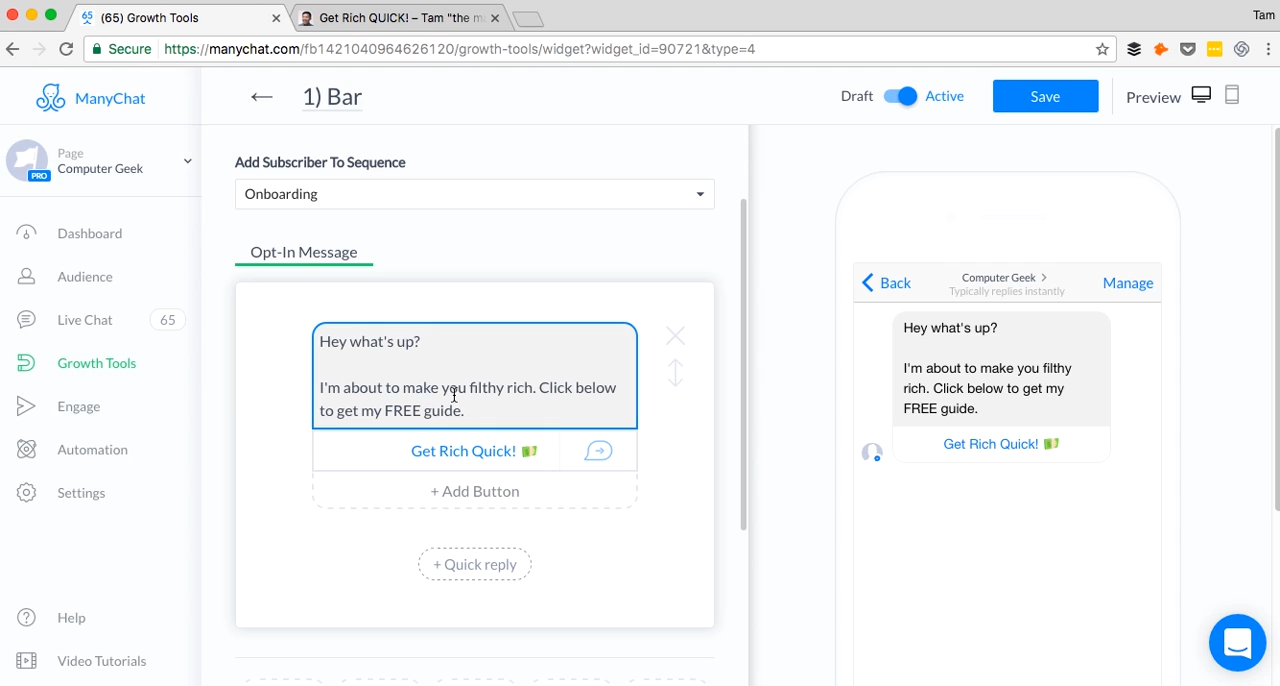 (65) Growth Tools
Get Rich QUICK! – Tam "the m
Tam
Secure
https://manychat.com/fb1421040964626120/growth-tools/widget?widget_id=90721&type=4
ManyChat
1) Bar
Draft
Active
Save
Preview
Page
Computer Geek
PRO
Dashboard
Audience
Live Chat
65
Growth Tools
Engage
Automation
Settings
Help
Video Tutorials
Add Subscriber To Sequence
Onboarding
Opt-In Message
Hey what's up?
I'm about to make you filthy rich. Click below
to get my FREE guide.
Get Rich Quick!
+ Add Button
+ Quick reply
Back
Computer Geek
Typically replies instantly
Manage
Hey what's up?
I'm about to make you filthy
rich. Click below to get my
FREE guide.
Get Rich Quick!